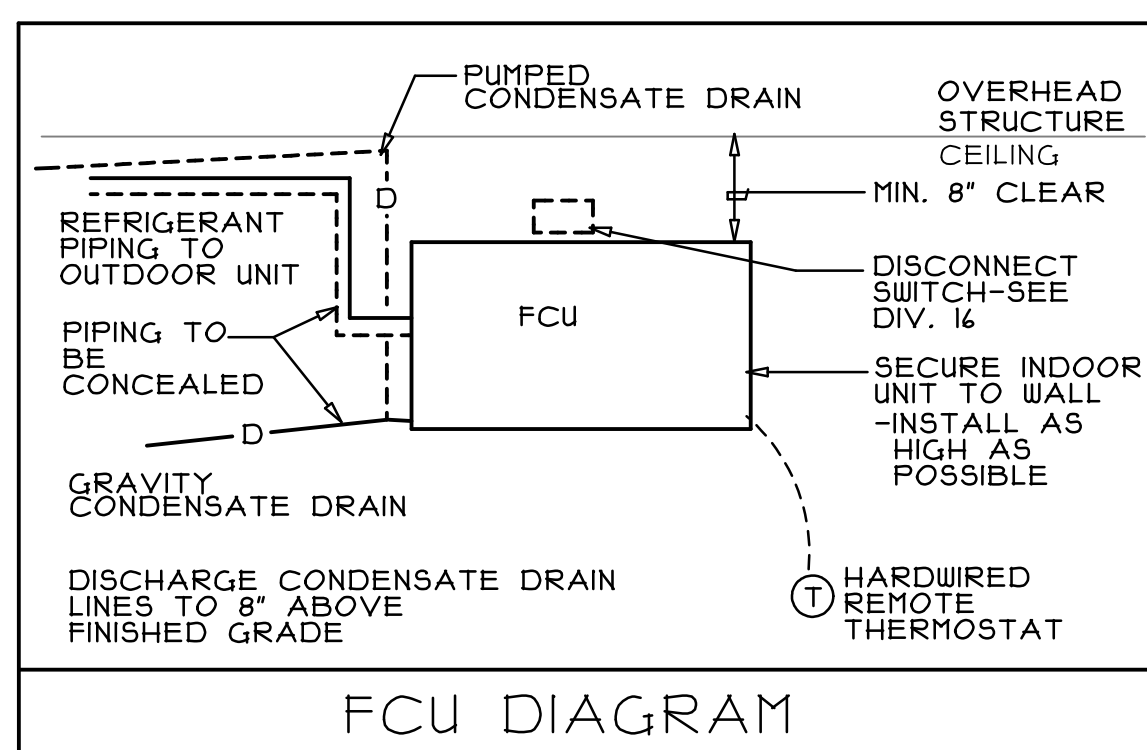 PUMPED
CONDENSATE DRAIN
OVERHEAD
STRUCTURE
CEILING
MIN. 8" CLEAR
D
REFRIGERANT
PIPING TO
OUTDOOR UNIT
DISCONNECT
SWITCH-SEE
DIV. 16
FCU
PIPING TO
BE
CONCEALED
SECURE INDOOR
UNIT TO WALL
-INSTALL AS
HIGH AS
POSSIBLE
D
GRAVITY
CONDENSATE DRAIN
DISCHARGE CONDENSATE DRAIN
LINES TO 8" ABOVE
FINISHED GRADE
T
HARDWIRED
REMOTE
THERMOSTAT
FCU DIAGRAM